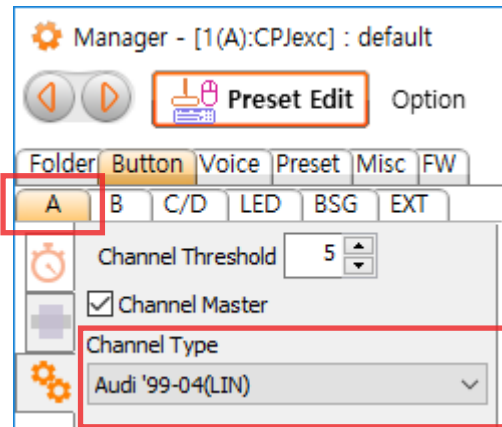 Manager - [1(A):CPJexc] : default
Preset Edit Option
Folder Button Voice Preset Misc FW
A B C/D LED BSG EXT
Channel Threshold 5
Channel Master
Channel Type
Audi '99-04(LIN)